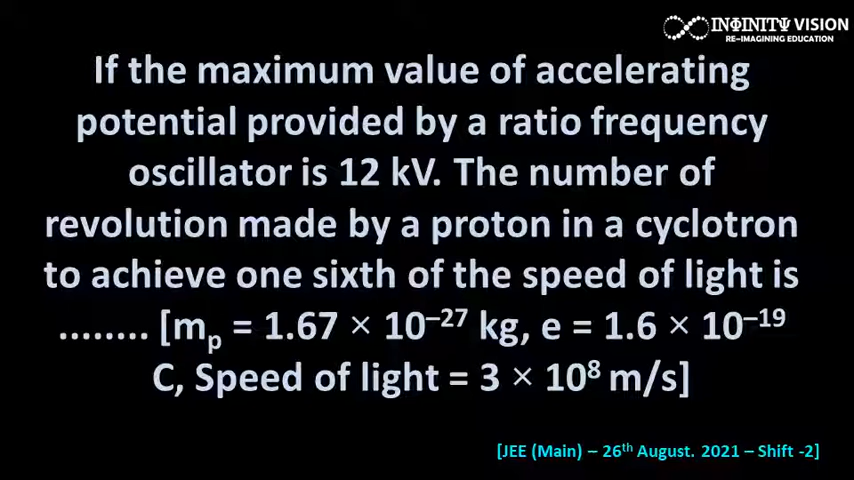 INΦINITΨ VISION
RE-IMAGINING EDUCATION
If the maximum value of accelerating
potential provided by a ratio frequency
oscillator is 12 kV. The number of
revolution made by a proton in a cyclotron
to achieve one sixth of the speed of light is
........ [mₚ = 1.67 × 10⁻²⁷ kg, e = 1.6 × 10⁻¹⁹
C, Speed of light = 3 × 10⁸ m/s]
[JEE (Main) – 26ᵗʰ August. 2021 – Shift -2]